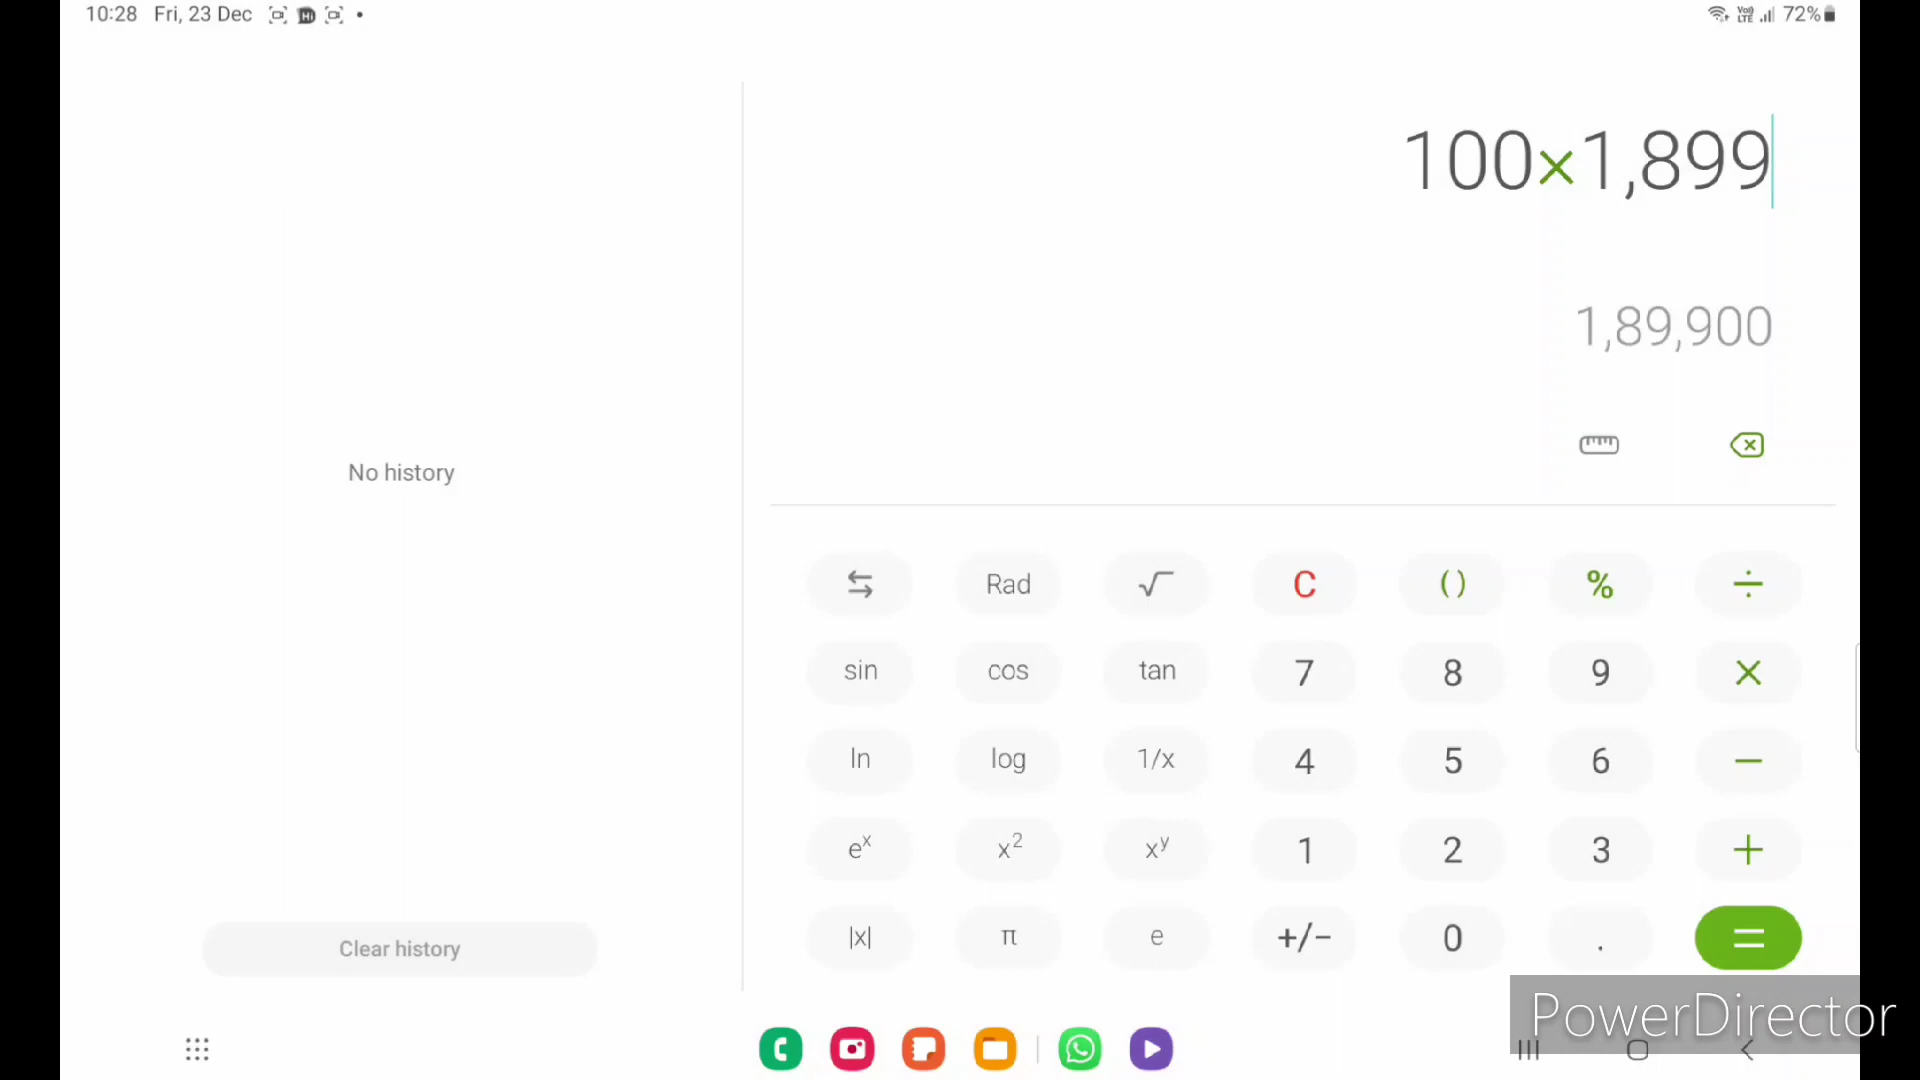 10:28 Fri, 23 Dec
72%
100×1,899
1,89,900
No history
Rad √ C ( ) % ÷
sin cos tan 7 8 9 ×
ln log 1/x 4 5 6 −
eˣ x² xʸ 1 2 3 +
|x| π e +/− 0 . =
Clear history
PowerDirector